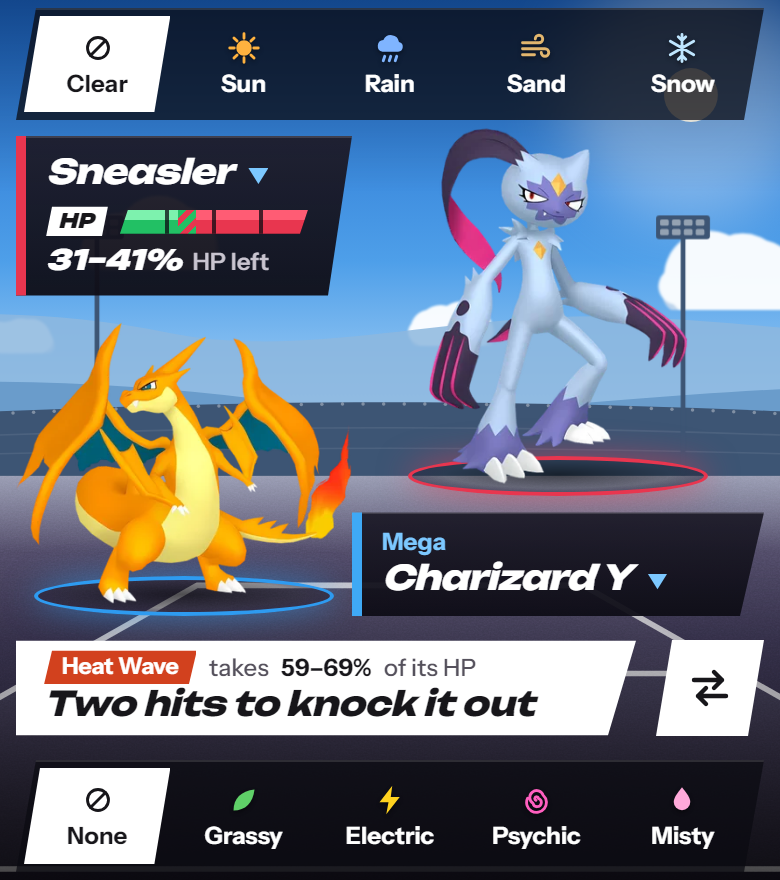 Clear
Sun
Rain
Sand
Snow
Sneasler
HP
31–41% HP left
Mega
Charizard Y
Heat Wave takes 59–69% of its HP
Two hits to knock it out
None
Grassy
Electric
Psychic
Misty